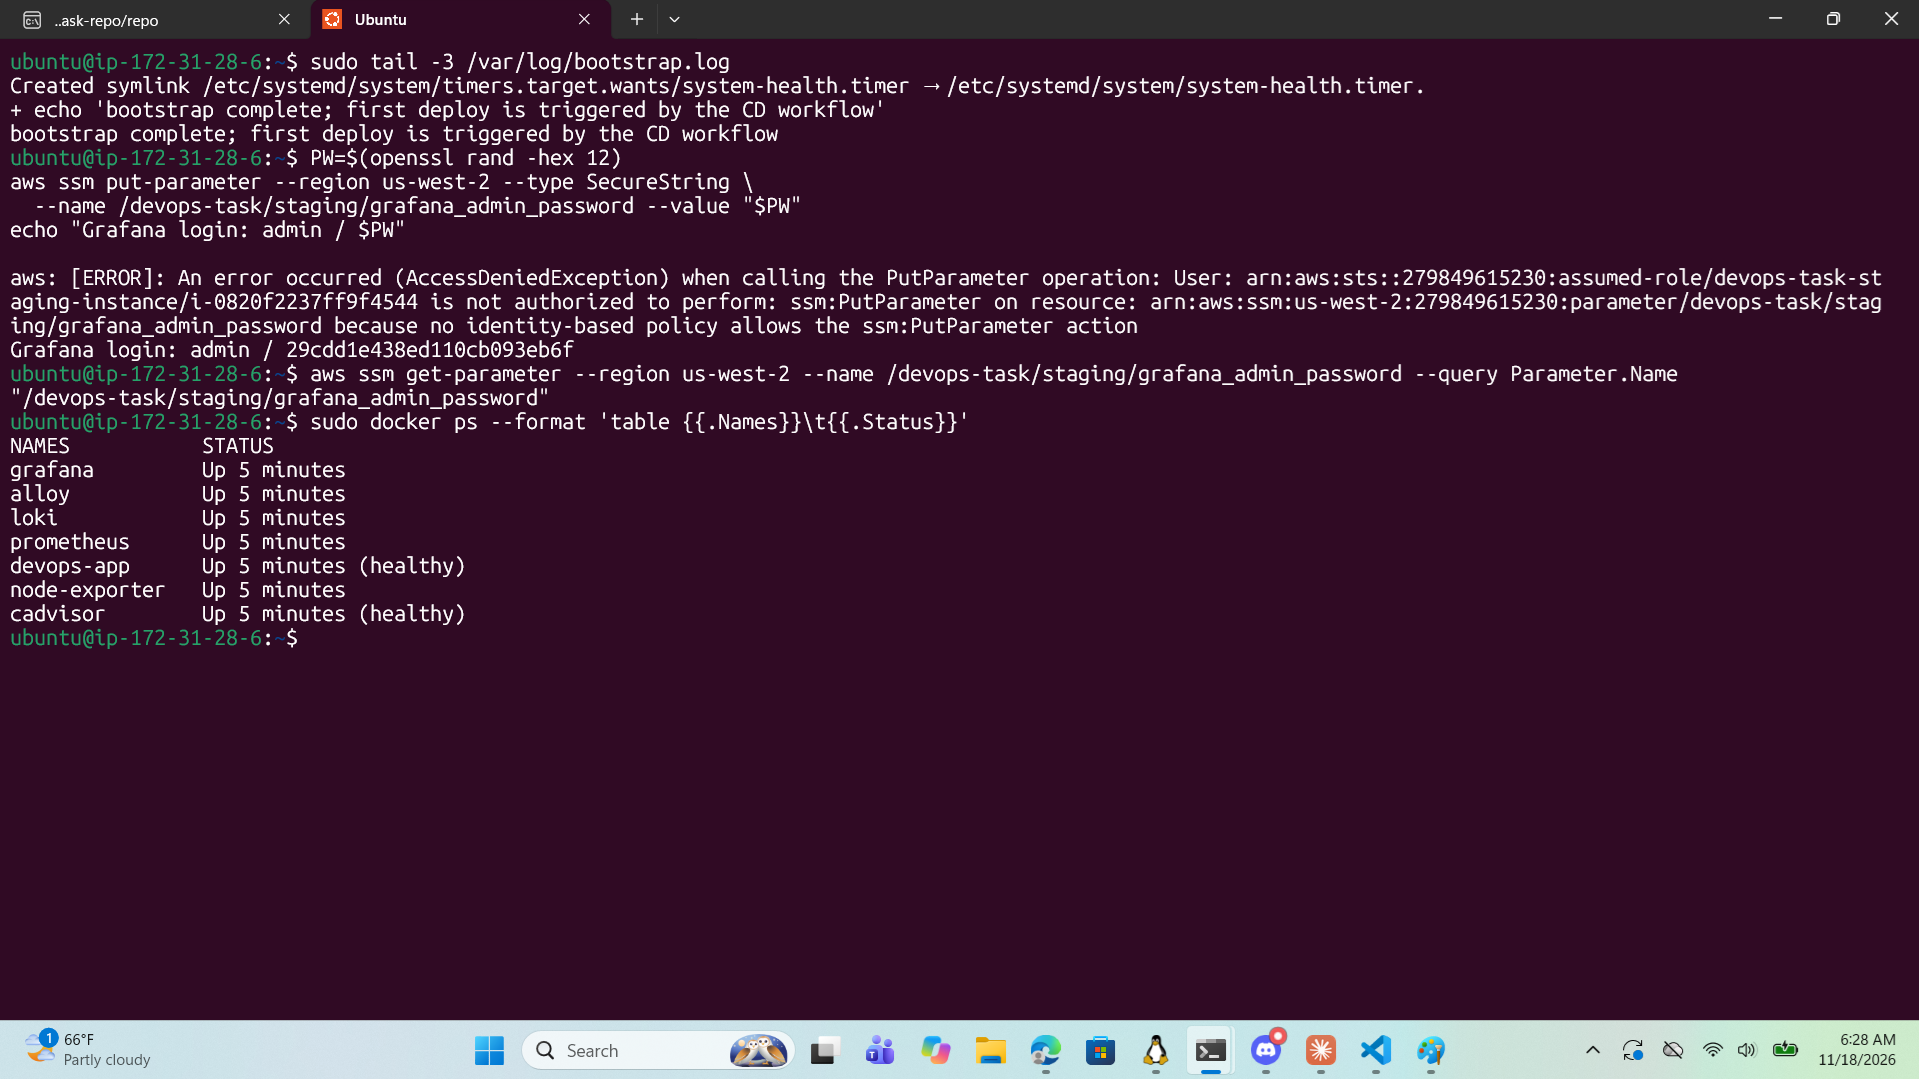 ..ask-repo/repo
Ubuntu
ubuntu@ip-172-31-28-6:~$ sudo tail -3 /var/log/bootstrap.log
Created symlink /etc/systemd/system/timers.target.wants/system-health.timer → /etc/systemd/system/system-health.timer.
+ echo 'bootstrap complete; first deploy is triggered by the CD workflow'
bootstrap complete; first deploy is triggered by the CD workflow
ubuntu@ip-172-31-28-6:~$ PW=$(openssl rand -hex 12)
aws ssm put-parameter --region us-west-2 --type SecureString \
  --name /devops-task/staging/grafana_admin_password --value "$PW"
echo "Grafana login: admin / $PW"
aws: [ERROR]: An error occurred (AccessDeniedException) when calling the PutParameter operation: User: arn:aws:sts::279849615230:assumed-role/devops-task-st
aging-instance/i-0820f2237ff9f4544 is not authorized to perform: ssm:PutParameter on resource: arn:aws:ssm:us-west-2:279849615230:parameter/devops-task/stag
ing/grafana_admin_password because no identity-based policy allows the ssm:PutParameter action
Grafana login: admin / 29cdd1e438ed110cb093eb6f
ubuntu@ip-172-31-28-6:~$ aws ssm get-parameter --region us-west-2 --name /devops-task/staging/grafana_admin_password --query Parameter.Name
"/devops-task/staging/grafana_admin_password"
ubuntu@ip-172-31-28-6:~$ sudo docker ps --format 'table {{.Names}}\t{{.Status}}'
NAMES           STATUS
grafana         Up 5 minutes
alloy           Up 5 minutes
loki            Up 5 minutes
prometheus      Up 5 minutes
devops-app      Up 5 minutes (healthy)
node-exporter   Up 5 minutes
cadvisor        Up 5 minutes (healthy)
ubuntu@ip-172-31-28-6:~$
1
66°F
Partly cloudy
Search
6:28 AM
11/18/2026